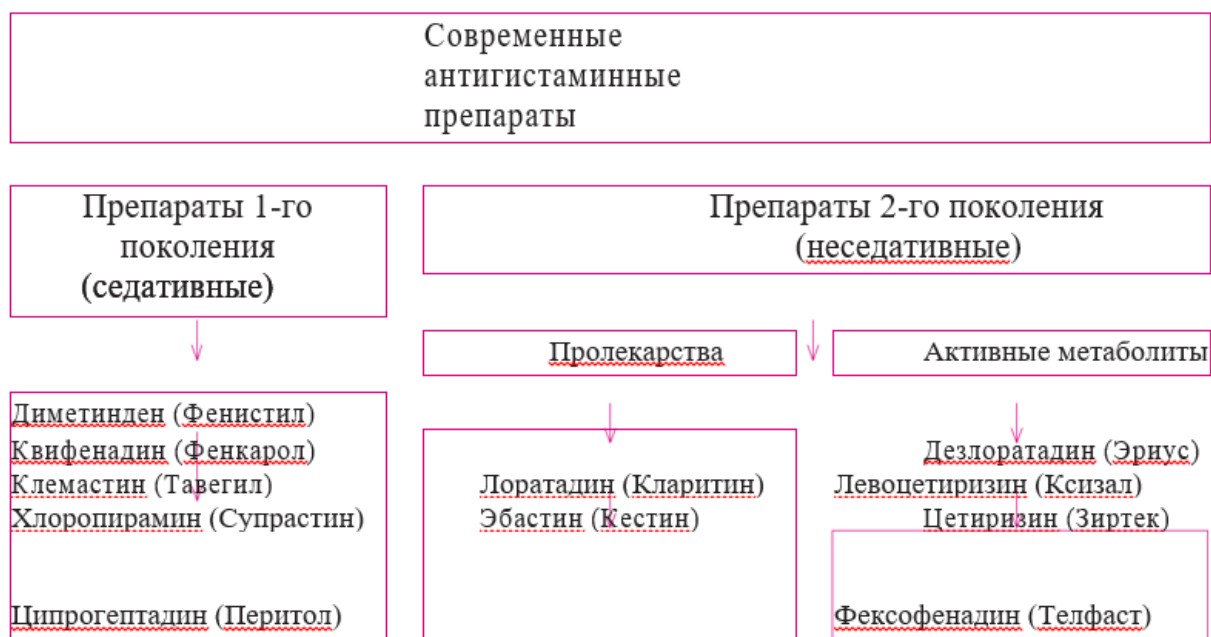 Современные
антигистаминные
препараты
Препараты 1-го
поколения
(седативные)
Препараты 2-го поколения
(неседативные)
Пролекарства
Активные метаболиты
Диметинден (Фенистил)
Квифенадин (Фенкарол)
Клемастин (Тавегил)
Хлоропирамин (Супрастин)
Ципрогептадин (Перитол)
Лоратадин (Кларитин)
Эбастин (Кестин)
Дезлоратадин (Эриус)
Левоцетиризин (Ксизал)
Цетиризин (Зиртек)
Фексофенадин (Телфаст)